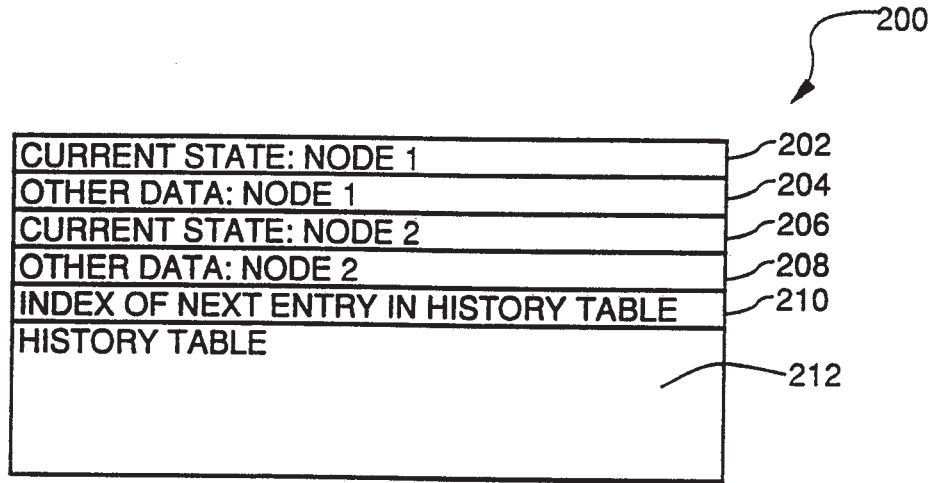 200
CURRENT STATE: NODE 1 202
OTHER DATA: NODE 1 204
CURRENT STATE: NODE 2 206
OTHER DATA: NODE 2 208
INDEX OF NEXT ENTRY IN HISTORY TABLE 210
HISTORY TABLE
212